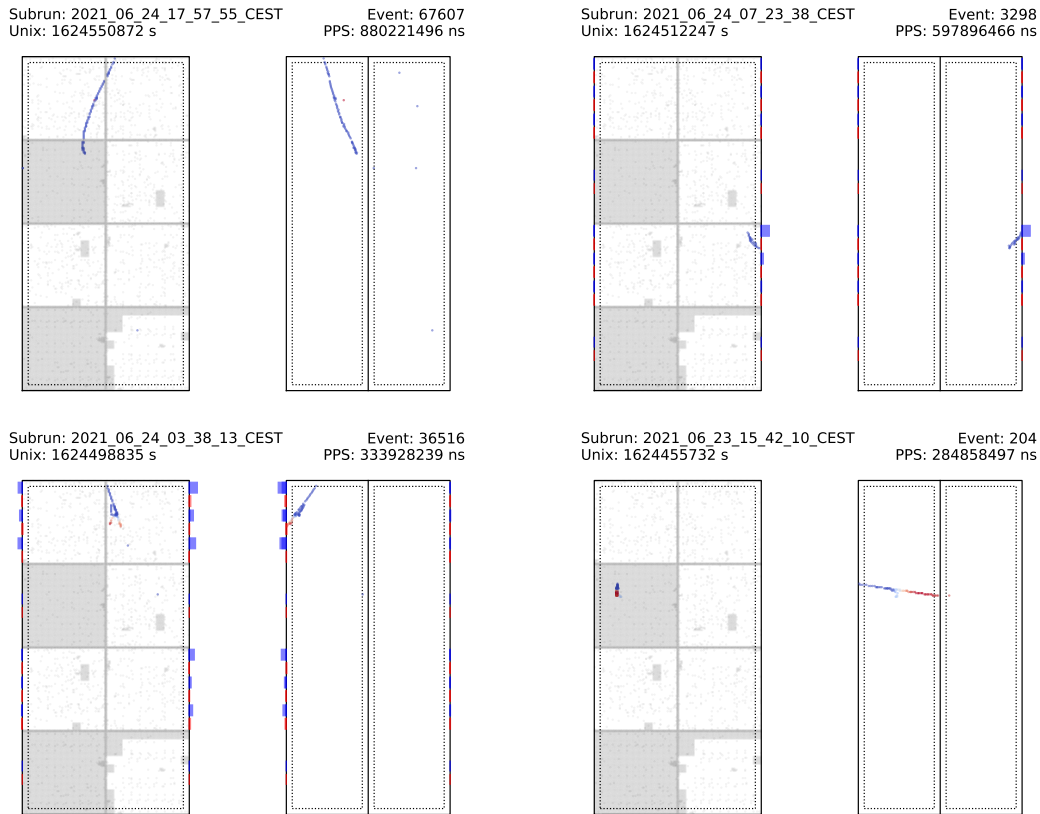 Subrun: 2021_06_24_17_57_55_CEST Event: 67607
Unix: 1624550872 s PPS: 880221496 ns
Subrun: 2021_06_24_07_23_38_CEST Event: 3298
Unix: 1624512247 s PPS: 597896466 ns
Subrun: 2021_06_24_03_38_13_CEST Event: 36516
Unix: 1624498835 s PPS: 333928239 ns
Subrun: 2021_06_23_15_42_10_CEST Event: 204
Unix: 1624455732 s PPS: 284858497 ns